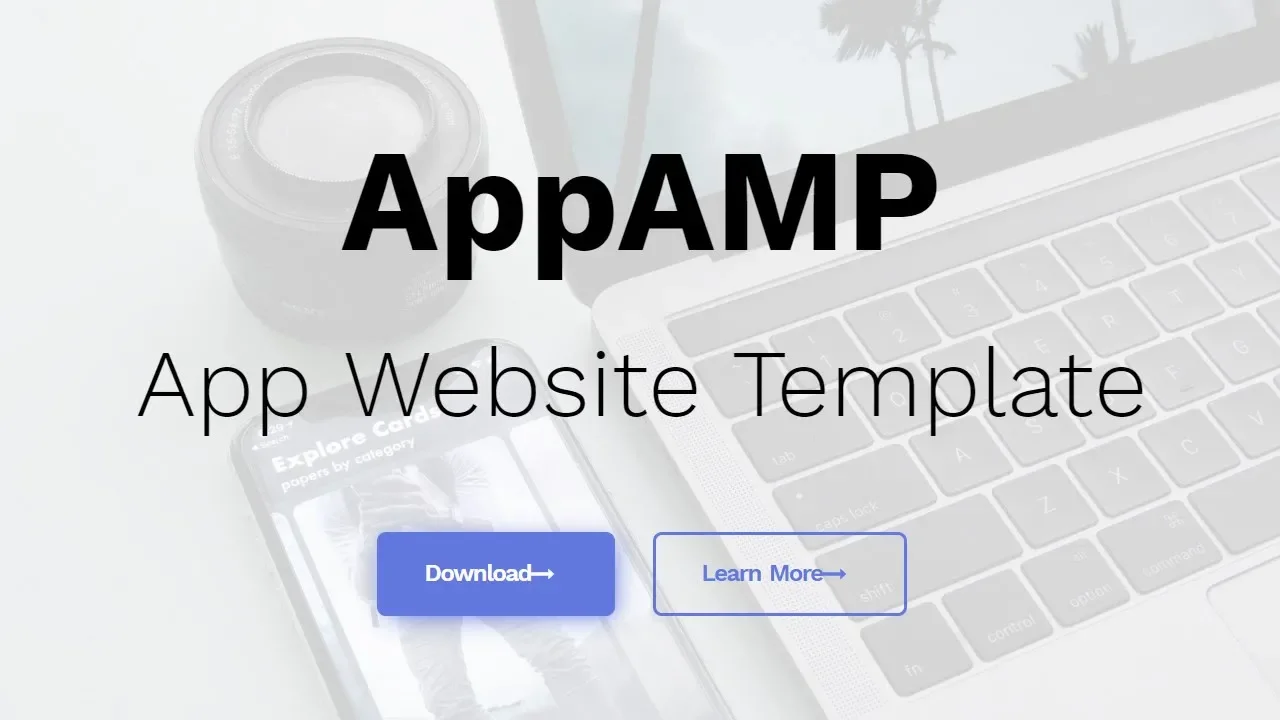 AppAMP
App Website Template
Explore Cards
papers by category
Download→
Learn More→
2
3
4
5
6
R
T
G
A
S
Z
X
C
V
tab
caps lock
shift
fn
control
option
command